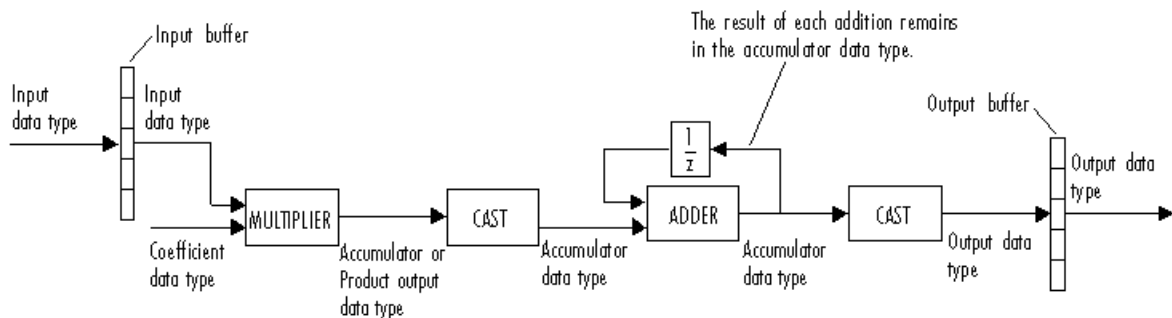 The result of each addition remains
in the accumulator data type.
Input buffer
Input
data type
Input
data type
Output buffer
1
z
Output data
type
MULTIPLIER
CAST
ADDER
CAST
Coefficient
data type
Accumulator or
Product output
data type
Accumulator
data type
Accumulator
data type
Output data
type